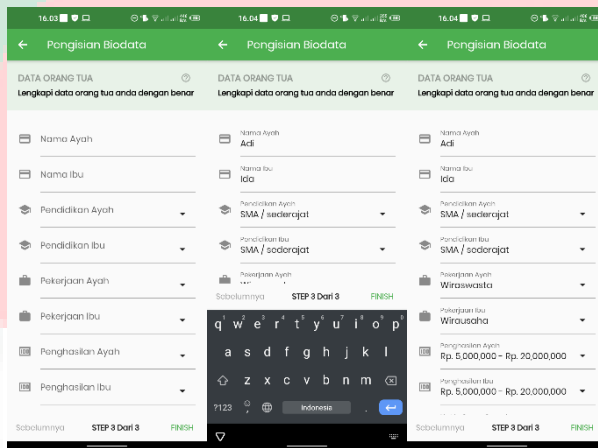 16.03
Pengisian Biodata
DATA ORANG TUA
Lengkapi data orang tua anda dengan benar
Nama Ayah
Nama Ibu
Pendidikan Ayah
Pendidikan Ibu
Pekerjaan Ayah
Pekerjaan Ibu
Penghasilan Ayah
Penghasilan Ibu
Sebelumnya STEP 3 Dari 3 FINISH
16.04
Pengisian Biodata
DATA ORANG TUA
Lengkapi data orang tua anda dengan benar
Nama Ayah
Adi
Nama Ibu
Ida
Pendidikan Ayah
SMA / sederajat
Pendidikan Ibu
SMA / sederajat
Pekerjaan Ayah
Sebelumnya STEP 3 Dari 3 FINISH
q w e r t y u i o p
a s d f g h j k l
z x c v b n m
?123 Indonesia .
16.04
Pengisian Biodata
DATA ORANG TUA
Lengkapi data orang tua anda dengan benar
Nama Ayah
Adi
Nama Ibu
Ida
Pendidikan Ayah
SMA / sederajat
Pendidikan Ibu
SMA / sederajat
Pekerjaan Ayah
Wiraswasta
Pekerjaan Ibu
Wirausaha
Penghasilan Ayah
Rp. 5,000,000 - Rp. 20,000,000
Penghasilan Ibu
Rp. 5,000,000 - Rp. 20,000,000
Sebelumnya STEP 3 Dari 3 FINISH